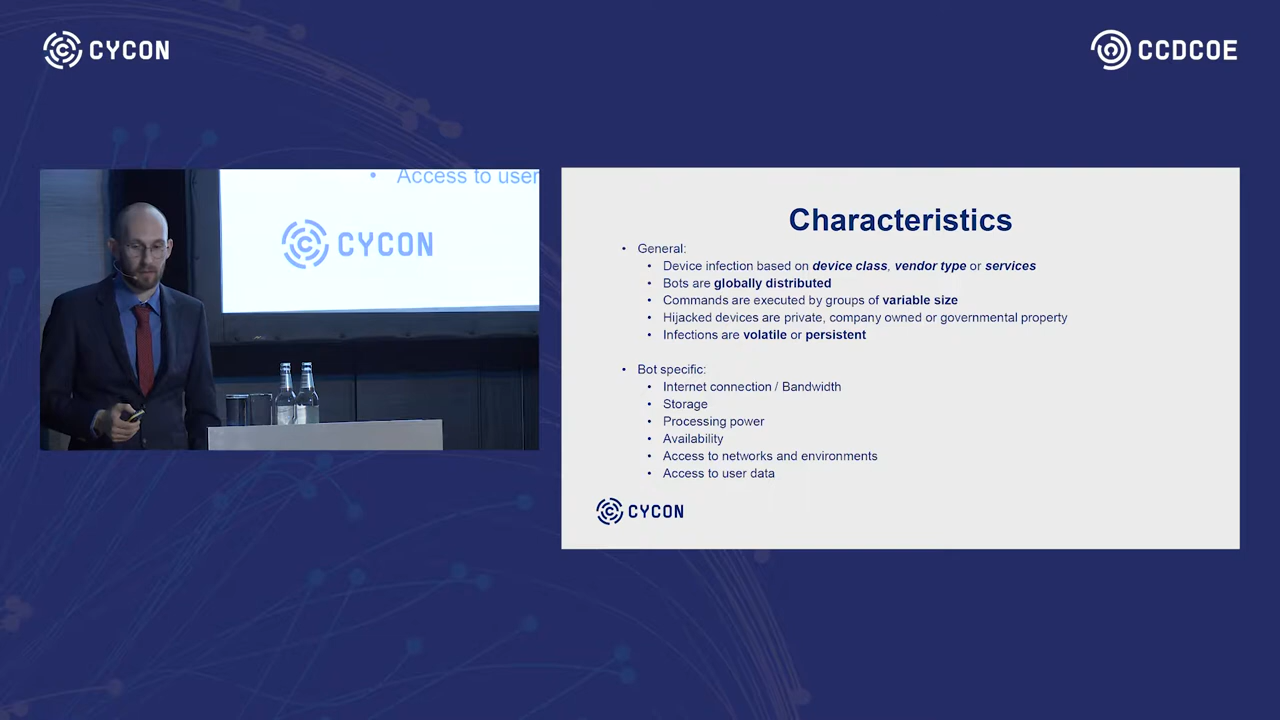 CYCON
CCDCOE
• Access to user
CYCON
Characteristics
• General:
• Device infection based on device class, vendor type or services
• Bots are globally distributed
• Commands are executed by groups of variable size
• Hijacked devices are private, company owned or governmental property
• Infections are volatile or persistent
• Bot specific:
• Internet connection / Bandwidth
• Storage
• Processing power
• Availability
• Access to networks and environments
• Access to user data
CYCON